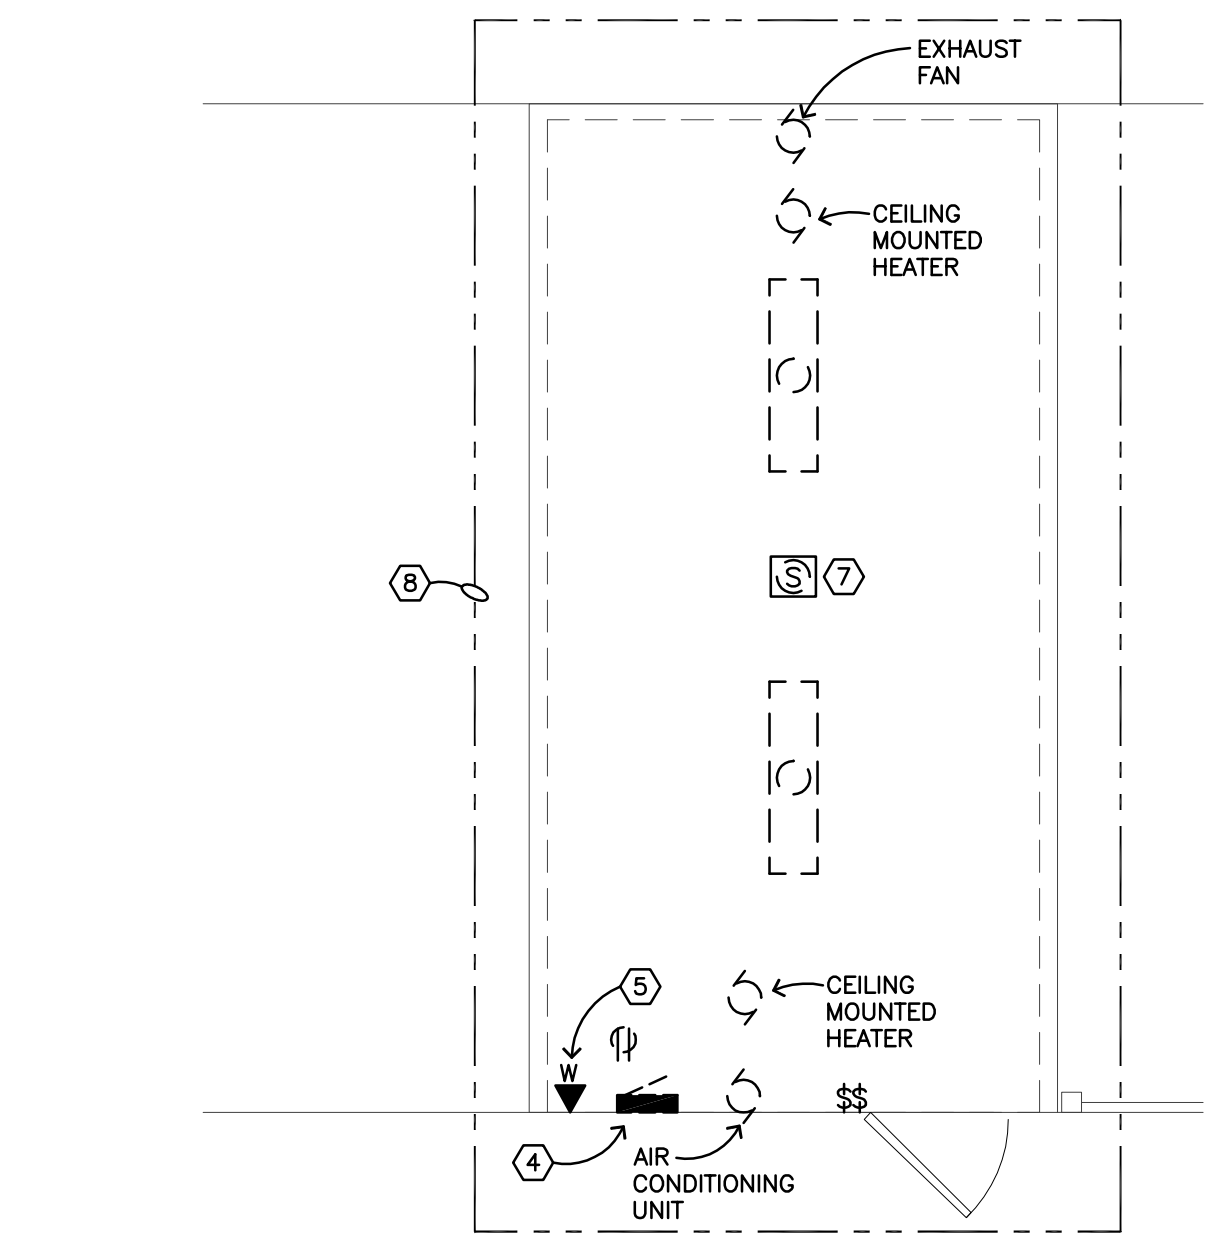 EXHAUST
FAN
CEILING
MOUNTED
HEATER
8
S
7
5
CEILING
MOUNTED
HEATER
W
$$
4
AIR
CONDITIONING
UNIT